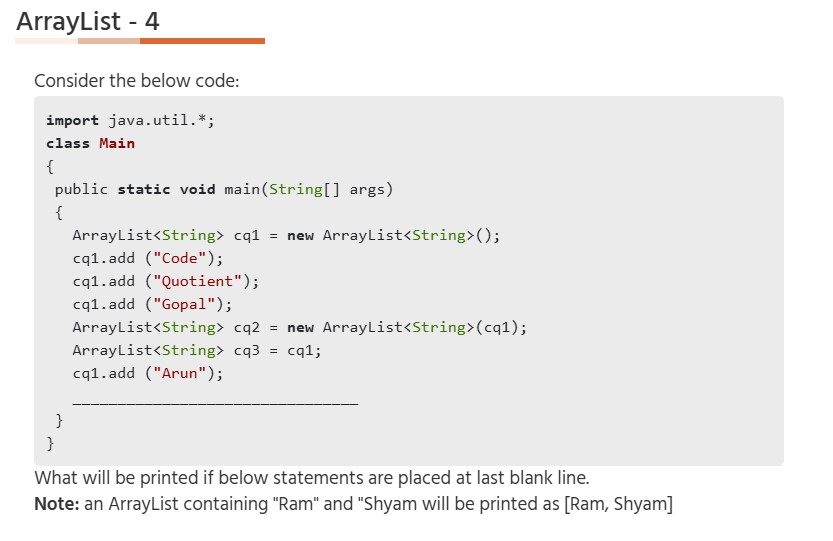 ArrayList - 4
Consider the below code:
import java.util.*;
class Main
{
public static void main(String[] args)
{
ArrayList<String> cq1 = new ArrayList<String>();
cq1.add ("Code");
cq1.add ("Quotient");
cq1.add ("Gopal");
ArrayList<String> cq2 = new ArrayList<String>(cq1);
ArrayList<String> cq3 = cq1;
cq1.add ("Arun");
________________________________
}
}
What will be printed if below statements are placed at last blank line.
Note: an ArrayList containing "Ram" and "Shyam will be printed as [Ram, Shyam]